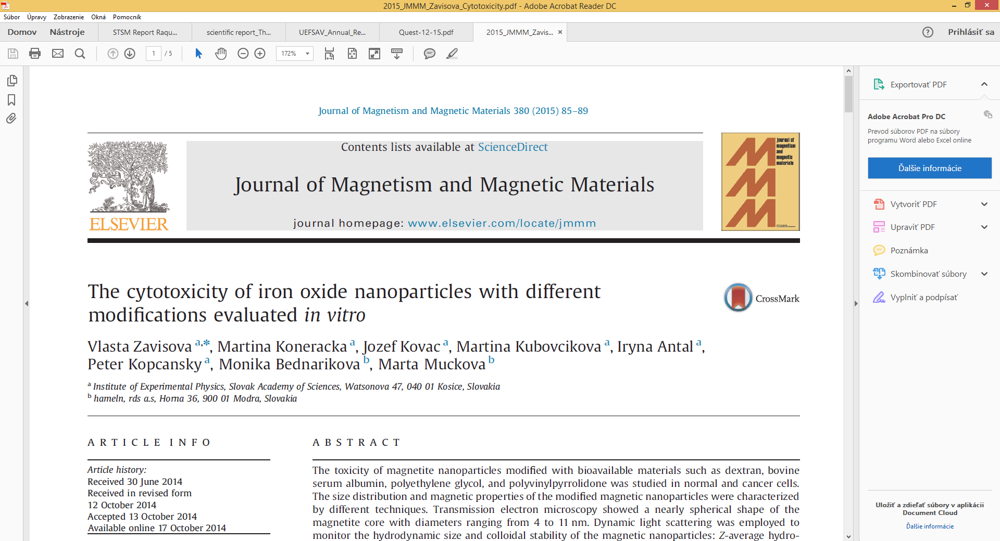 2015_JMMM_Zavisova_Cytotoxicity.pdf - Adobe Acrobat Reader DC
Súbor Úpravy Zobrazenie Okná Pomocník
Domov Nástroje STSM Report Raqu... scientific report_Th... UEFSAV_Annual_Re... Quest-12-15.pdf 2015_JMMM_Zavis... × Prihlásiť sa
1 / 5 172%
Journal of Magnetism and Magnetic Materials 380 (2015) 85–89
Contents lists available at ScienceDirect
Journal of Magnetism and Magnetic Materials
journal homepage: www.elsevier.com/locate/jmmm
NON SOLUS
ELSEVIER
journal of
magnetism
and
magnetic
materials
The cytotoxicity of iron oxide nanoparticles with different
modifications evaluated in vitro
CrossMark
Vlasta Zavisova a,*, Martina Koneracka a, Jozef Kovac a, Martina Kubovcikova a, Iryna Antal a,
Peter Kopcansky a, Monika Bednarikova b, Marta Muckova b
a Institute of Experimental Physics, Slovak Academy of Sciences, Watsonova 47, 040 01 Kosice, Slovakia
b hameln, rds a.s, Horna 36, 900 01 Modra, Slovakia
ARTICLE INFO
Article history:
Received 30 June 2014
Received in revised form
12 October 2014
Accepted 13 October 2014
Available online 17 October 2014
ABSTRACT
The toxicity of magnetite nanoparticles modified with bioavailable materials such as dextran, bovine
serum albumin, polyethylene glycol, and polyvinylpyrrolidone was studied in normal and cancer cells.
The size distribution and magnetic properties of the modified magnetic nanoparticles were characterized
by different techniques. Transmission electron microscopy showed a nearly spherical shape of the
magnetite core with diameters ranging from 4 to 11 nm. Dynamic light scattering was employed to
monitor the hydrodynamic size and colloidal stability of the magnetic nanoparticles: Z-average hydro-
Exportovať PDF
Adobe Acrobat Pro DC
Prevod súborov PDF na súbory
programu Word alebo Excel online
Ďalšie informácie
Vytvoriť PDF
Upraviť PDF
Poznámka
Skombinovať súbory
Vyplniť a podpísať
Uložiť a zdieľať súbory v aplikácii
Document Cloud
Ďalšie informácie